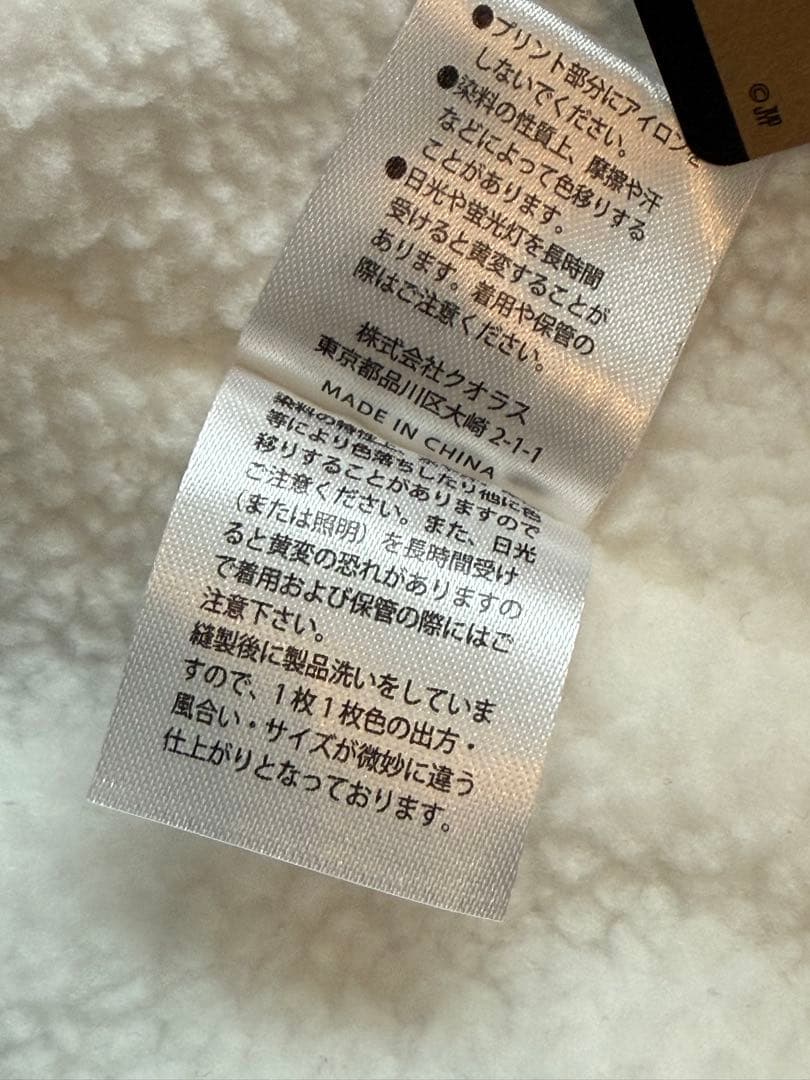 ●プリント部分にアイロンを
しないでください。
●染料の性質上、摩擦や汗
などによって色移りする
ことがあります。
●日光や蛍光灯を長時間
受けると黄変することが
あります。着用や保管の
際はご注意ください。
株式会社クオラス
東京都品川区大崎 2-1-1
MADE IN CHINA
染料の特性上、
等により色落ちしたり他に色
移りすることがありますので
ご注意ください。また、日光
（または照明）を長時間受け
ると黄変の恐れがありますの
で着用および保管の際にはご
注意下さい。
縫製後に製品洗いをしていま
すので、1枚1枚色の出方・
風合い・サイズが微妙に違う
仕上がりとなっております。
©